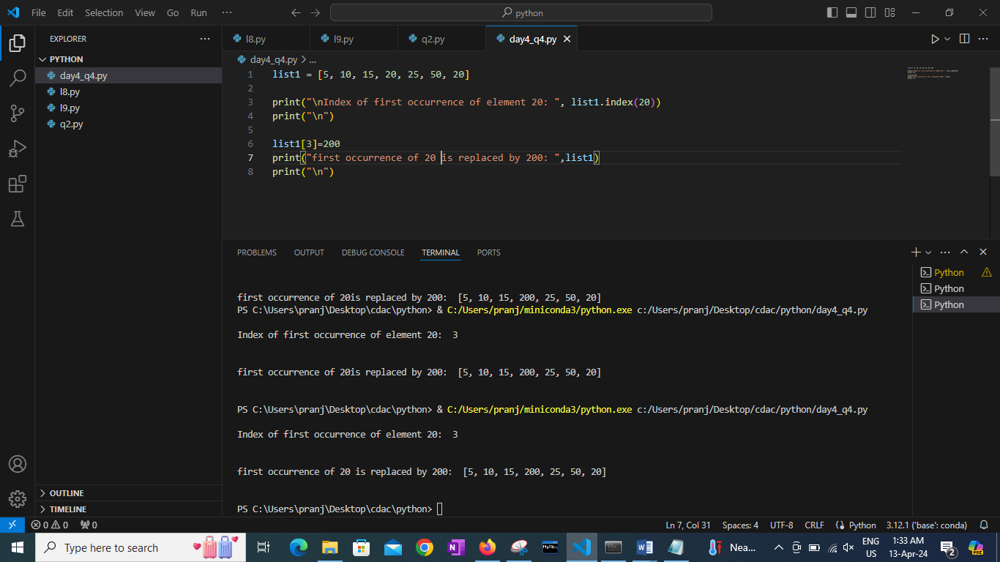 File Edit Selection View Go Run ···
python
EXPLORER ···
PYTHON
day4_q4.py
l8.py
l9.py
q2.py
OUTLINE
TIMELINE
l8.py l9.py q2.py day4_q4.py
day4_q4.py > ...
1 list1 = [5, 10, 15, 20, 25, 50, 20]
2
3 print("\nIndex of first occurrence of element 20: ", list1.index(20))
4 print("\n")
5
6 list1[3]=200
7 print("first occurrence of 20 is replaced by 200: ",list1)
8 print("\n")
PROBLEMS OUTPUT DEBUG CONSOLE TERMINAL PORTS
first occurrence of 20is replaced by 200:  [5, 10, 15, 200, 25, 50, 20]
PS C:\Users\pranj\Desktop\cdac\python> & C:/Users/pranj/miniconda3/python.exe c:/Users/pranj/Desktop/cdac/python/day4_q4.py
Index of first occurrence of element 20:  3
first occurrence of 20is replaced by 200:  [5, 10, 15, 200, 25, 50, 20]
PS C:\Users\pranj\Desktop\cdac\python> & C:/Users/pranj/miniconda3/python.exe c:/Users/pranj/Desktop/cdac/python/day4_q4.py
Index of first occurrence of element 20:  3
first occurrence of 20 is replaced by 200:  [5, 10, 15, 200, 25, 50, 20]
PS C:\Users\pranj\Desktop\cdac\python>
Python
Python
Python
0 0 0
Ln 7, Col 31 Spaces: 4 UTF-8 CRLF Python 3.12.1 ('base': conda)
Type here to search
Nea...
ENG
US
1:33 AM
13-Apr-24
2
PRE